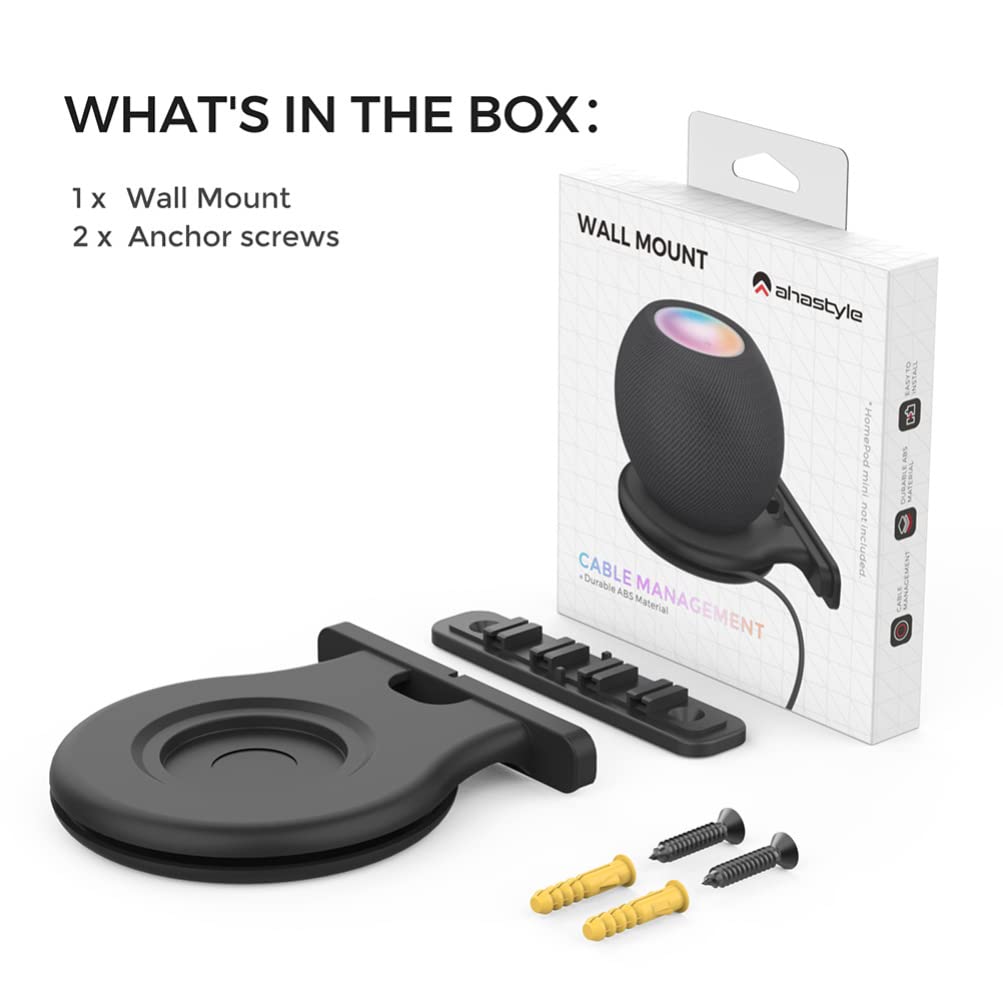 WHAT'S IN THE BOX:
1 x Wall Mount
2 x Anchor screws
WALL MOUNT
ahastyle
* HomePod mini not included.
CABLE MANAGEMENT
* Durable ABS Material
EASY TO
INSTALL
DURABLE ABS
MATERIAL
CABLE
MANAGEMENT